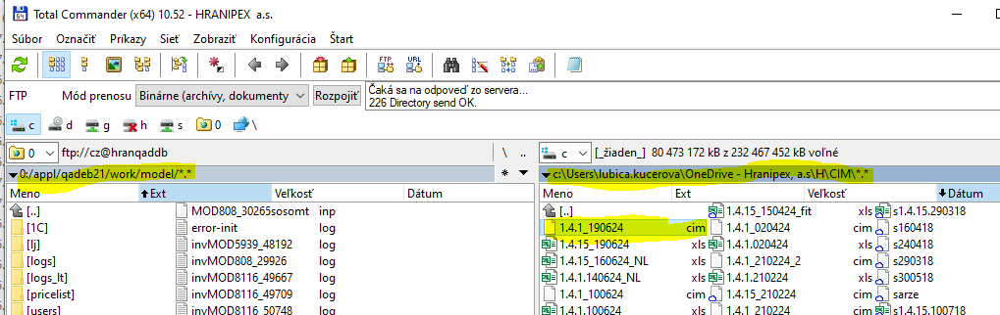 Total Commander (x64) 10.52 - HRANIPEX a.s.
Súbor Označiť Príkazy Sieť Zobraziť Konfigurácia Štart
FTP URL
FTP Mód prenosu Binárne (archívy, dokumenty Rozpojiť Čaká sa na odpoveď zo servera...
226 Directory send OK.
c d g h s 0 \
0 ftp://cz@hranqaddb \ .. c [_žiaden_] 80 473 172 kB z 232 467 452 kB voľné
0:/appl/qadeb21/work/model/*.* * c:\Users\lubica.kucerova\OneDrive - Hranipex, a.s\H\CIM\*.*
Meno Ext Veľkosť Dátum Meno Ext Veľkosť Dátum
[..] MOD808_30265sosomt inp [..] 1.4.15_150424_fit xls s1.4.15.290318
[1C] error-init log 1.4.1_190624 cim 1.4.1_020424 cim s160418
[lj] invMOD5939_48192 log 1.4.15_190624 xls 1.4.1.020424 xls s240418
[logs] invMOD808_29926 log 1.4.15_160624_NL xls 1.4.1_210224_2 cim s290318
[logs_lt] invMOD8116_49667 log 1.4.1.140624_NL xls 1.4.1.210224 xls s300518
[pricelist] invMOD8116_49709 log 1.4.1_100624 cim 1.4.15_210224 cim sarze
[users] invMOD8116_50748 log 1.4.1.100624 xls 1.4.15_210224 xls s1.4.15.100718